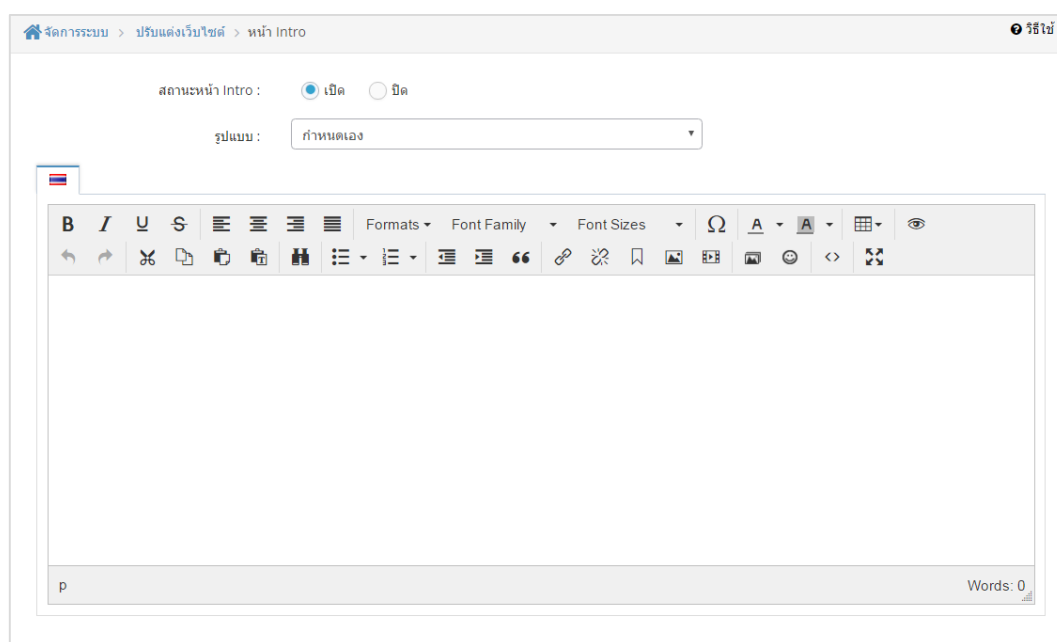 จัดการระบบ > ปรับแต่งเว็บไซต์ > หน้า Intro วิธีใช้
สถานะหน้า Intro : เปิด ปิด
รูปแบบ : กำหนดเอง
B I U S Formats Font Family Font Sizes Ω A A
p Words: 0